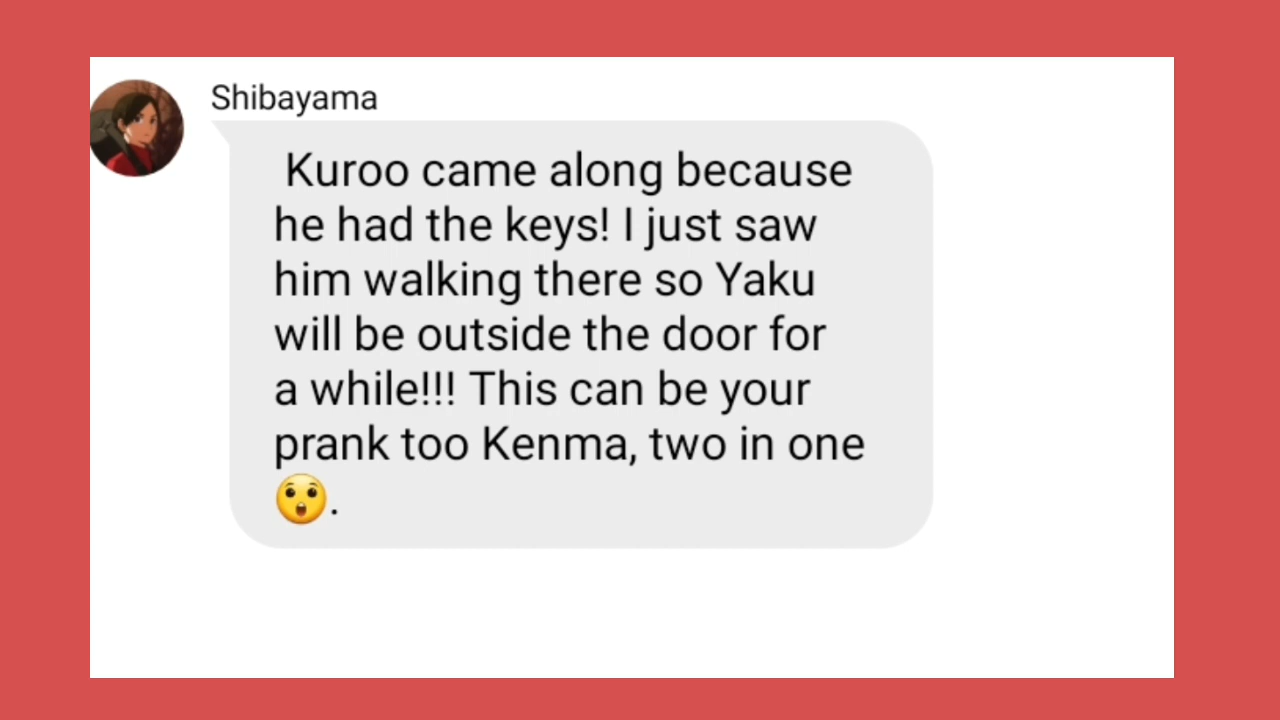 Shibayama
Kuroo came along because
he had the keys! I just saw
him walking there so Yaku
will be outside the door for
a while!!! This can be your
prank too Kenma, two in one
😲.